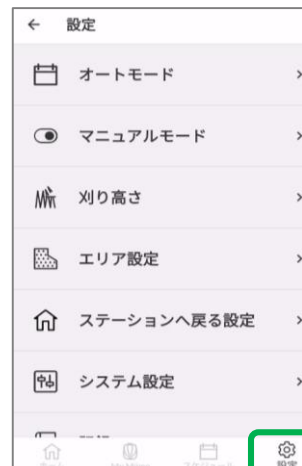 ← 設定
オートモード
マニュアルモード
刈り高さ
エリア設定
ステーションへ戻る設定
システム設定
設定